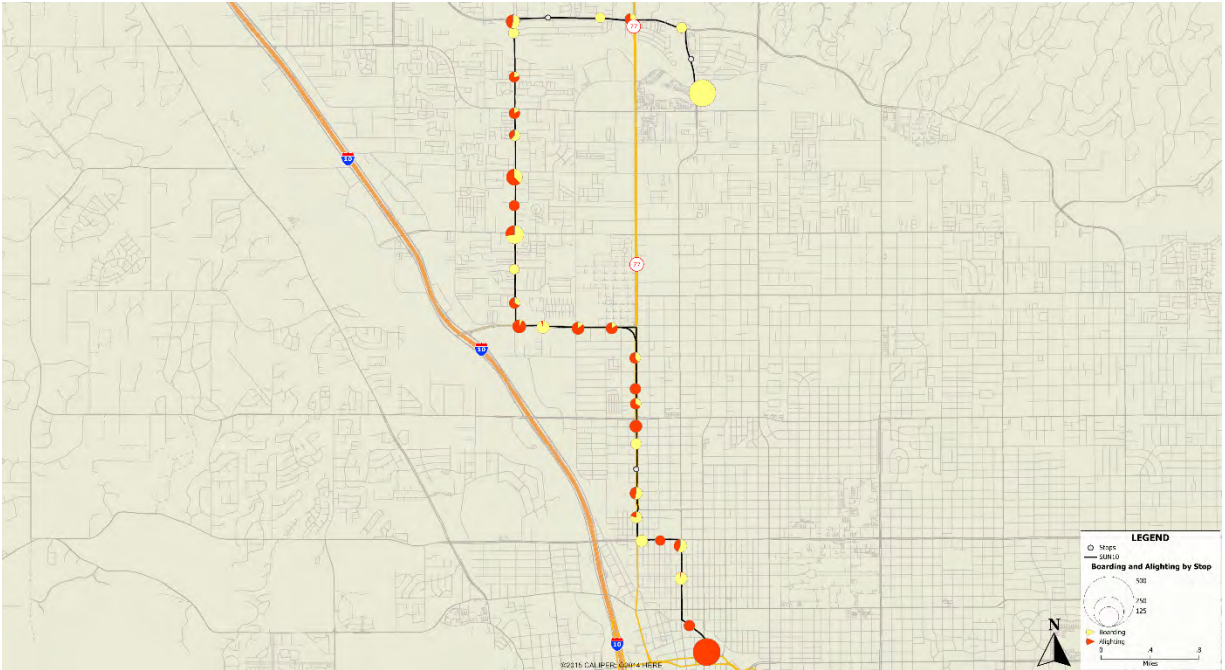 77
10
77
10
LEGEND
Stops
SUN10
Boarding and Alighting by Stop
500
250
125
Boarding
Alighting
N
0 .4 .8
Miles
10
©2015 CALIPER; ©2014 HERE